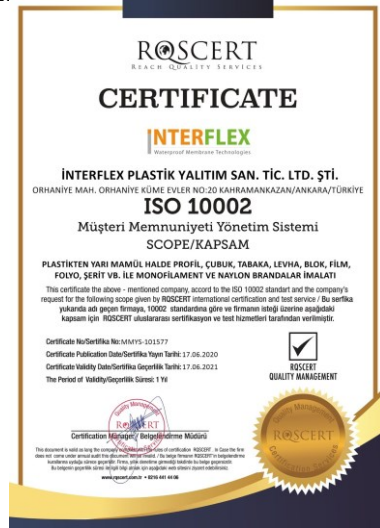 RQSCERT
REACH QUALITY SERVICES
CERTIFICATE
INTERFLEX
Waterproof Membrane Technologies
İNTERFLEX PLASTİK YALITIM SAN. TİC. LTD. ŞTİ.
ORHANİYE MAH. ORHANİYE KÜME EVLER NO:20 KAHRAMANKAZAN/ANKARA/TÜRKİYE
ISO 10002
Müşteri Memnuniyeti Yönetim Sistemi
SCOPE/KAPSAM
PLASTİKTEN YARI MAMÜL HALDE PROFİL, ÇUBUK, TABAKA, LEVHA, BLOK, FİLM,
FOLYO, ŞERİT VB. İLE MONOFİLAMENT VE NAYLON BRANDALAR İMALATI
This certificate the above - mentioned company, accord to the ISO 10002 standart and the company's
request for the following scope given by RQSCERT international certification and test service / Bu serfika
yukarıda adı geçen firmaya, 10002 standardına göre ve firmanın isteği üzerine aşağıdaki
kapsam için RQSCERT uluslararası sertifikasyon ve test hizmetleri tarafından verilmiştir.
Certificate No/Sertifika No: MMYS-101577
Certificate Publication Date/Sertifika Yayın Tarihi: 17.06.2020
Certificate Validity Date/Sertifika Geçerlilik Tarihi: 17.06.2021
The Period of Validity/Geçerlilik Süresi: 1 Yıl
RQSCERT
QUALITY MANAGEMENT
Quality Management
RQSCERT
Certification Manager / Belgelendirme Müdürü
www.rqscert.com.tr • 0216 441 44 06
RQSCERT